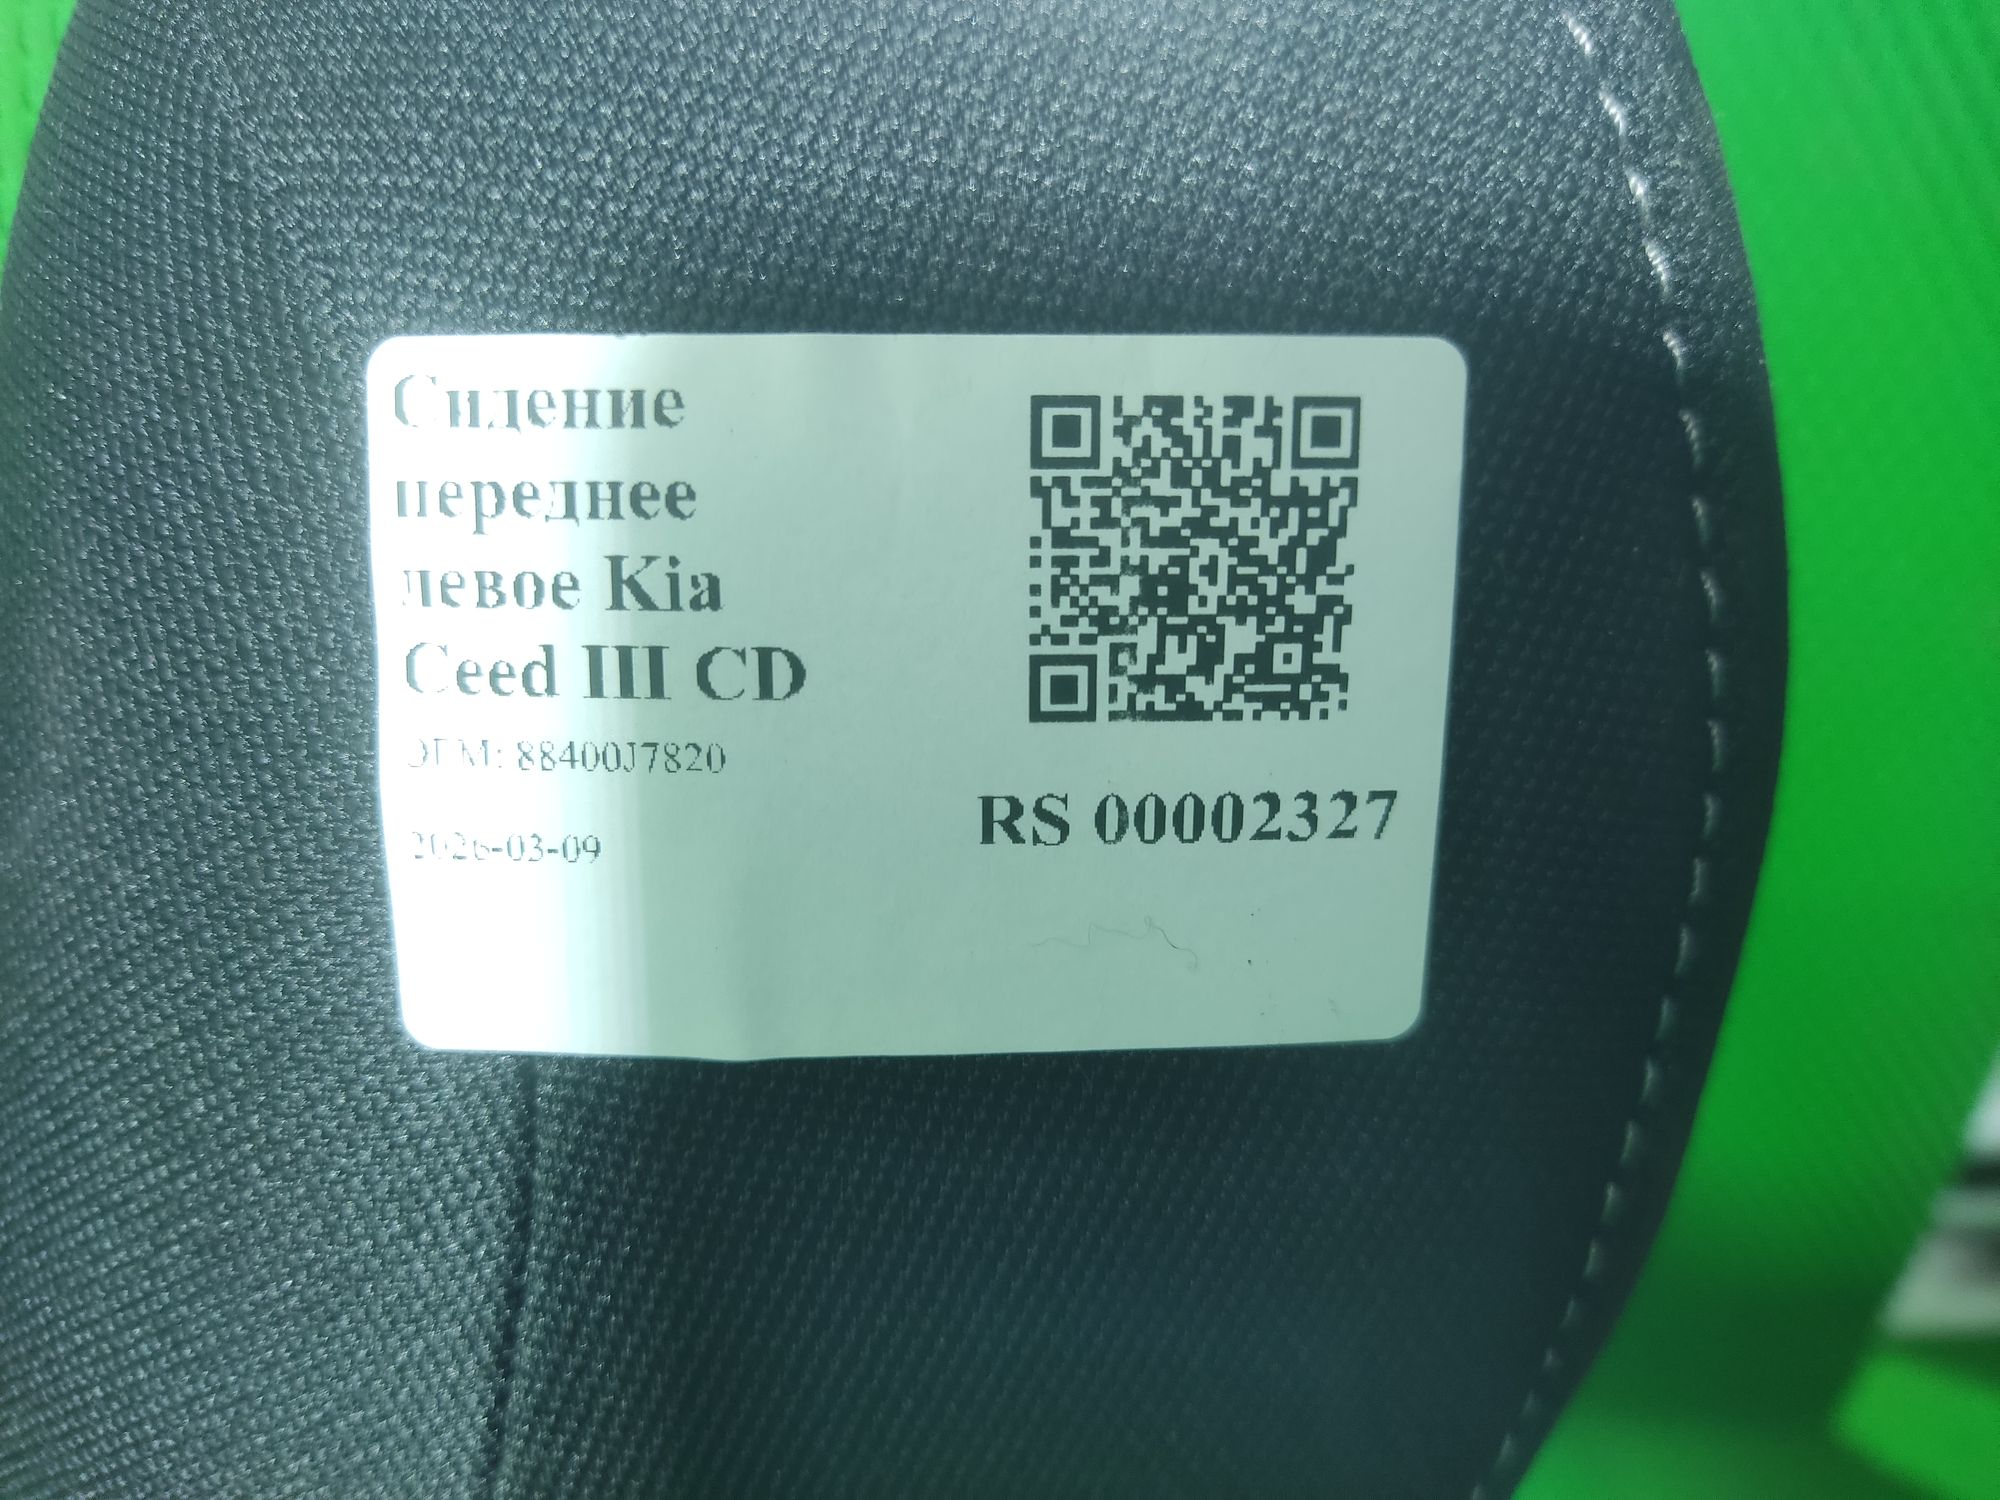 Сидение
переднее
левое Kia
Ceed III CD
ОЕМ: 88400J7820
2026-03-09
RS 00002327